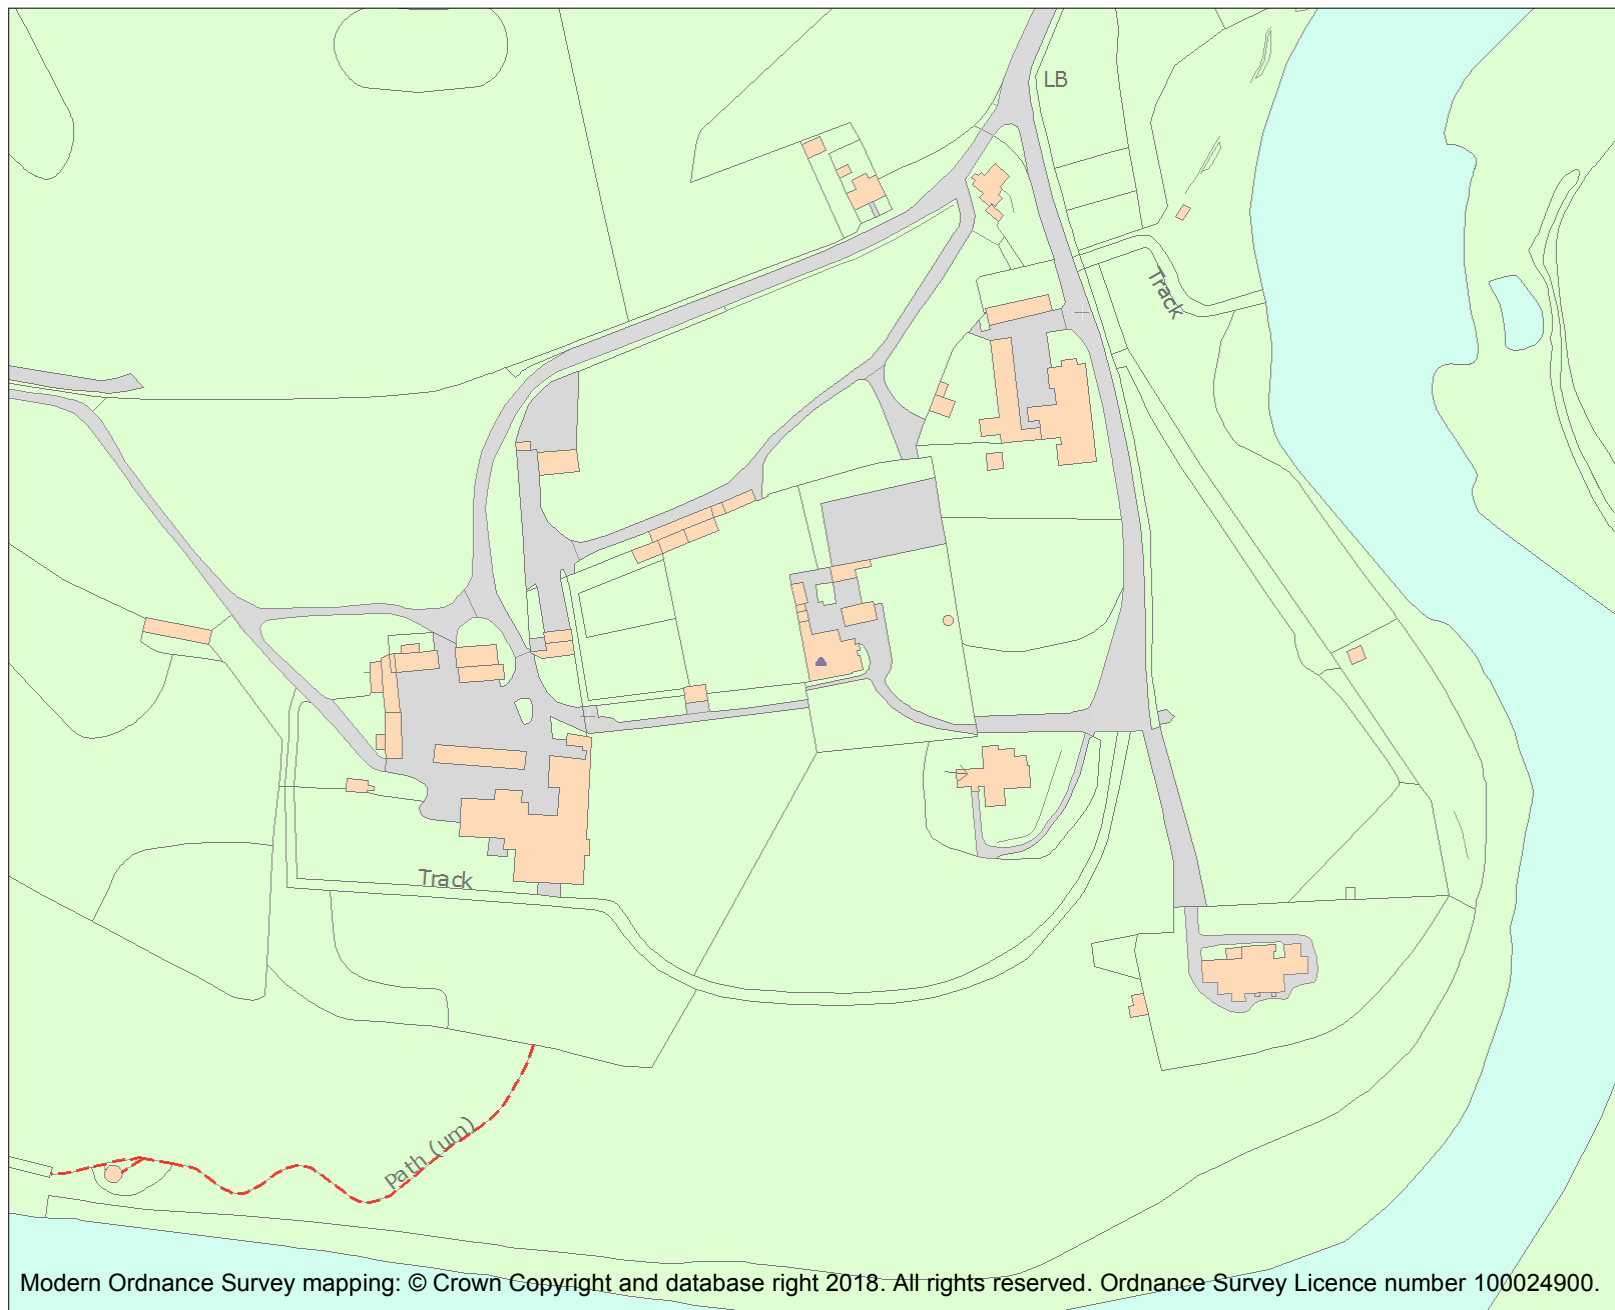 LB
Track
Track
Path (um)
Modern Ordnance Survey mapping: © Crown Copyright and database right 2018. All rights reserved. Ordnance Survey Licence number 100024900.